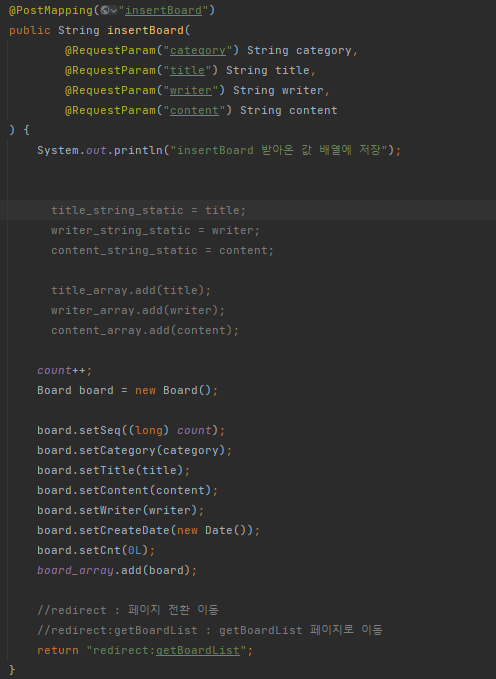 @PostMapping("insertBoard")
public String insertBoard(
@RequestParam("category") String category,
@RequestParam("title") String title,
@RequestParam("writer") String writer,
@RequestParam("content") String content
) {
System.out.println("insertBoard 받아온 값 배열에 저장");
title_string_static = title;
writer_string_static = writer;
content_string_static = content;
title_array.add(title);
writer_array.add(writer);
content_array.add(content);
count++;
Board board = new Board();
board.setSeq((long) count);
board.setCategory(category);
board.setTitle(title);
board.setContent(content);
board.setWriter(writer);
board.setCreateDate(new Date());
board.setCnt(0L);
board_array.add(board);
//redirect : 페이지 전환 이동
//redirect:getBoardList : getBoardList 페이지로 이동
return "redirect:getBoardList";
}